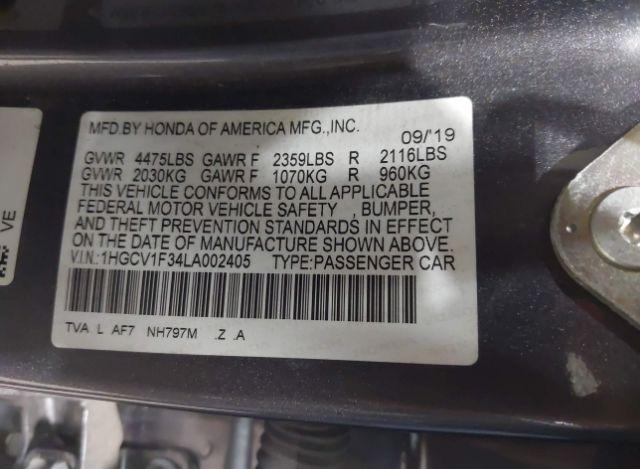 MFD.BY HONDA OF AMERICA MFG.,INC. 09/'19
GVWR 4475LBS GAWR F 2359LBS R 2116LBS
GVWR 2030KG GAWR F 1070KG R 960KG
THIS VEHICLE CONFORMS TO ALL APPLICABLE
FEDERAL MOTOR VEHICLE SAFETY , BUMPER,
AND THEFT PREVENTION STANDARDS IN EFFECT
ON THE DATE OF MANUFACTURE SHOWN ABOVE.
V.I.N.:1HGCV1F34LA002405 TYPE:PASSENGER CAR
TVA L AF7 NH797M .Z .A
VE